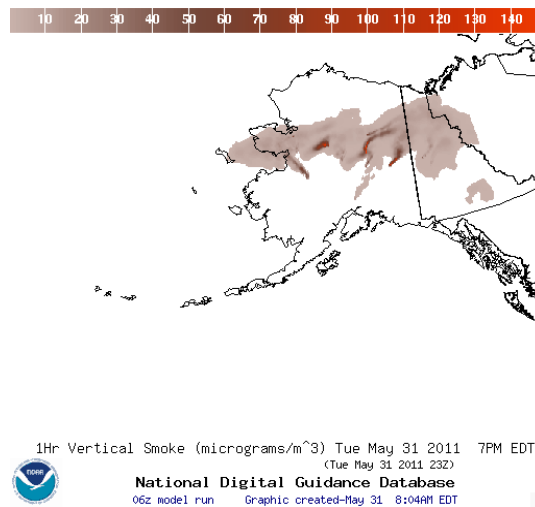 10 20 30 40 50 60 70 80 90 100 110 120 130 140
1Hr Vertical Smoke (micrograms/m^3) Tue May 31 2011 7PM EDT
(Tue May 31 2011 23Z)
NOAA
National Digital Guidance Database
06z model run Graphic created-May 31 8:04AM EDT